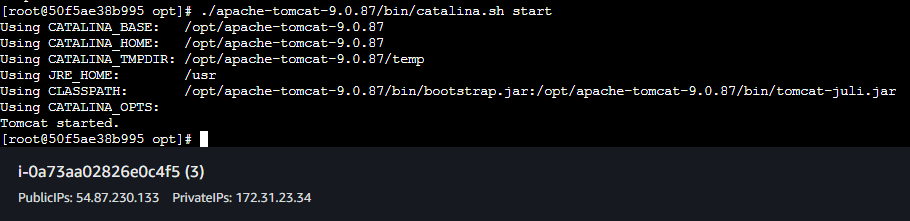 [root@50f5ae38b995 opt]# ./apache-tomcat-9.0.87/bin/catalina.sh start
Using CATALINA_BASE:   /opt/apache-tomcat-9.0.87
Using CATALINA_HOME:   /opt/apache-tomcat-9.0.87
Using CATALINA_TMPDIR: /opt/apache-tomcat-9.0.87/temp
Using JRE_HOME:        /usr
Using CLASSPATH:       /opt/apache-tomcat-9.0.87/bin/bootstrap.jar:/opt/apache-tomcat-9.0.87/bin/tomcat-juli.jar
Using CATALINA_OPTS:
Tomcat started.
[root@50f5ae38b995 opt]#
i-0a73aa02826e0c4f5 (3)
PublicIPs: 54.87.230.133   PrivateIPs: 172.31.23.34